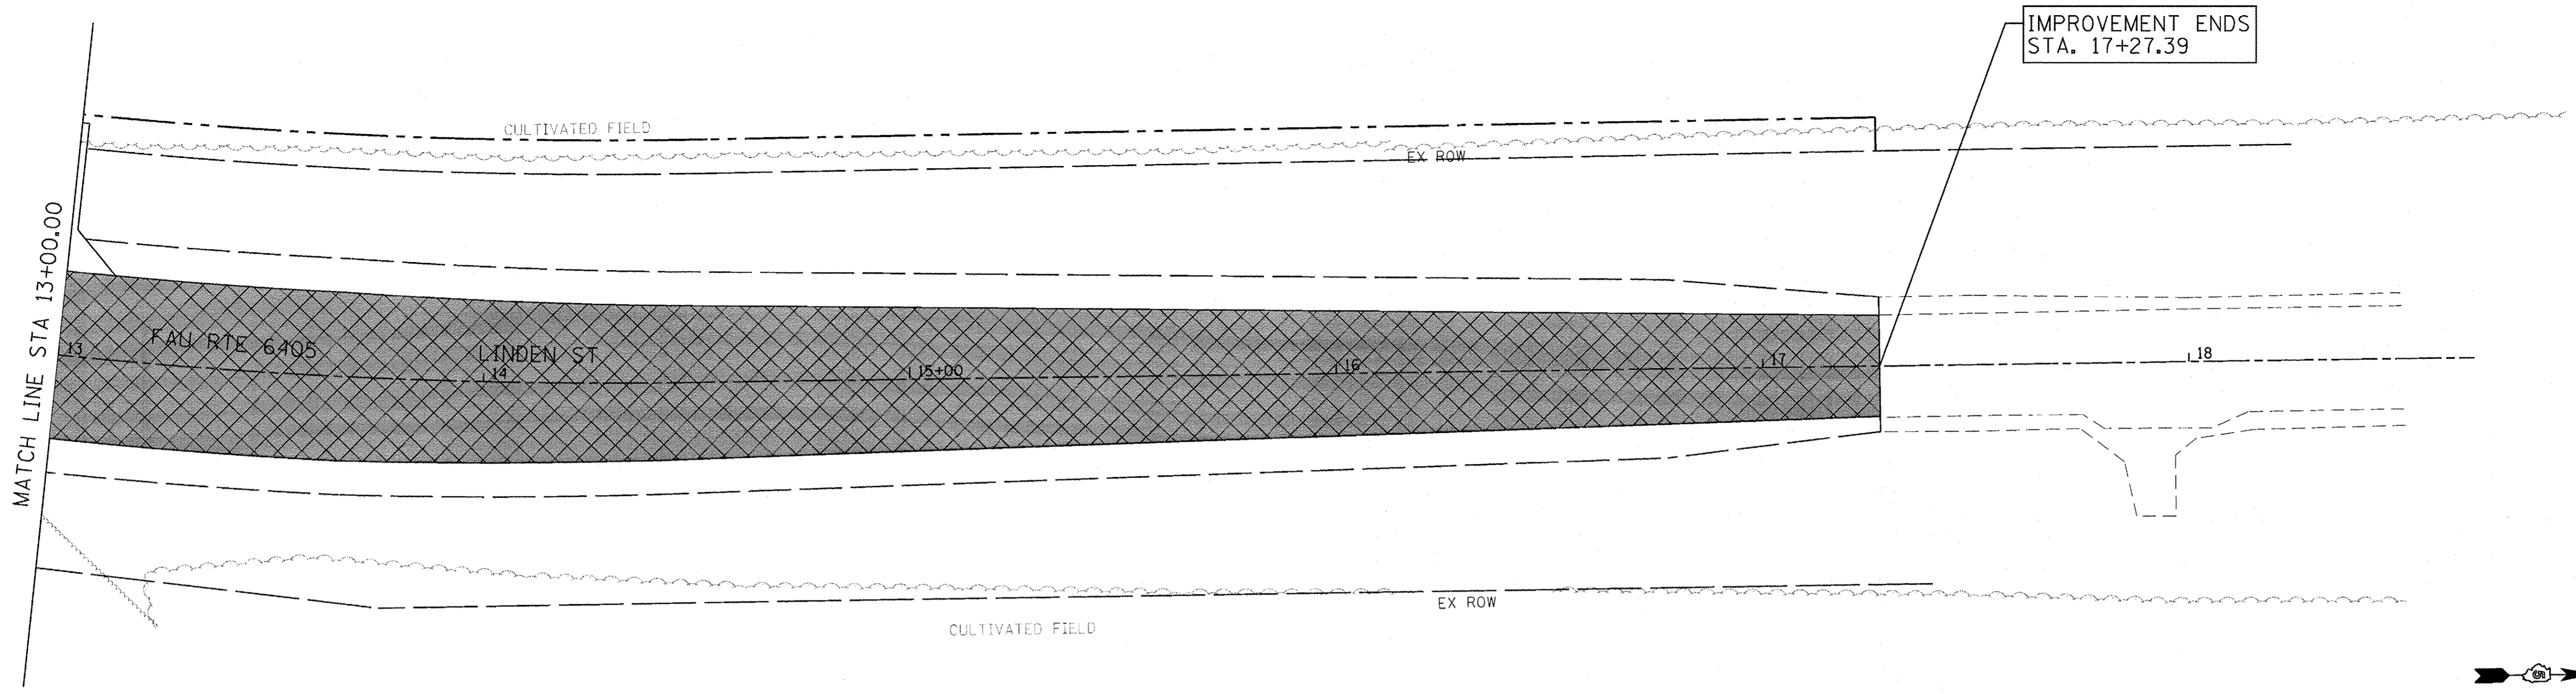 IMPROVEMENT ENDS
STA. 17+27.39
CULTIVATED FIELD
EX ROW
MATCH LINE STA 13+00.00
FAU RTE 6405
LINDEN ST
13
14
15+00
16
17
18
EX ROW
CULTIVATED FIELD